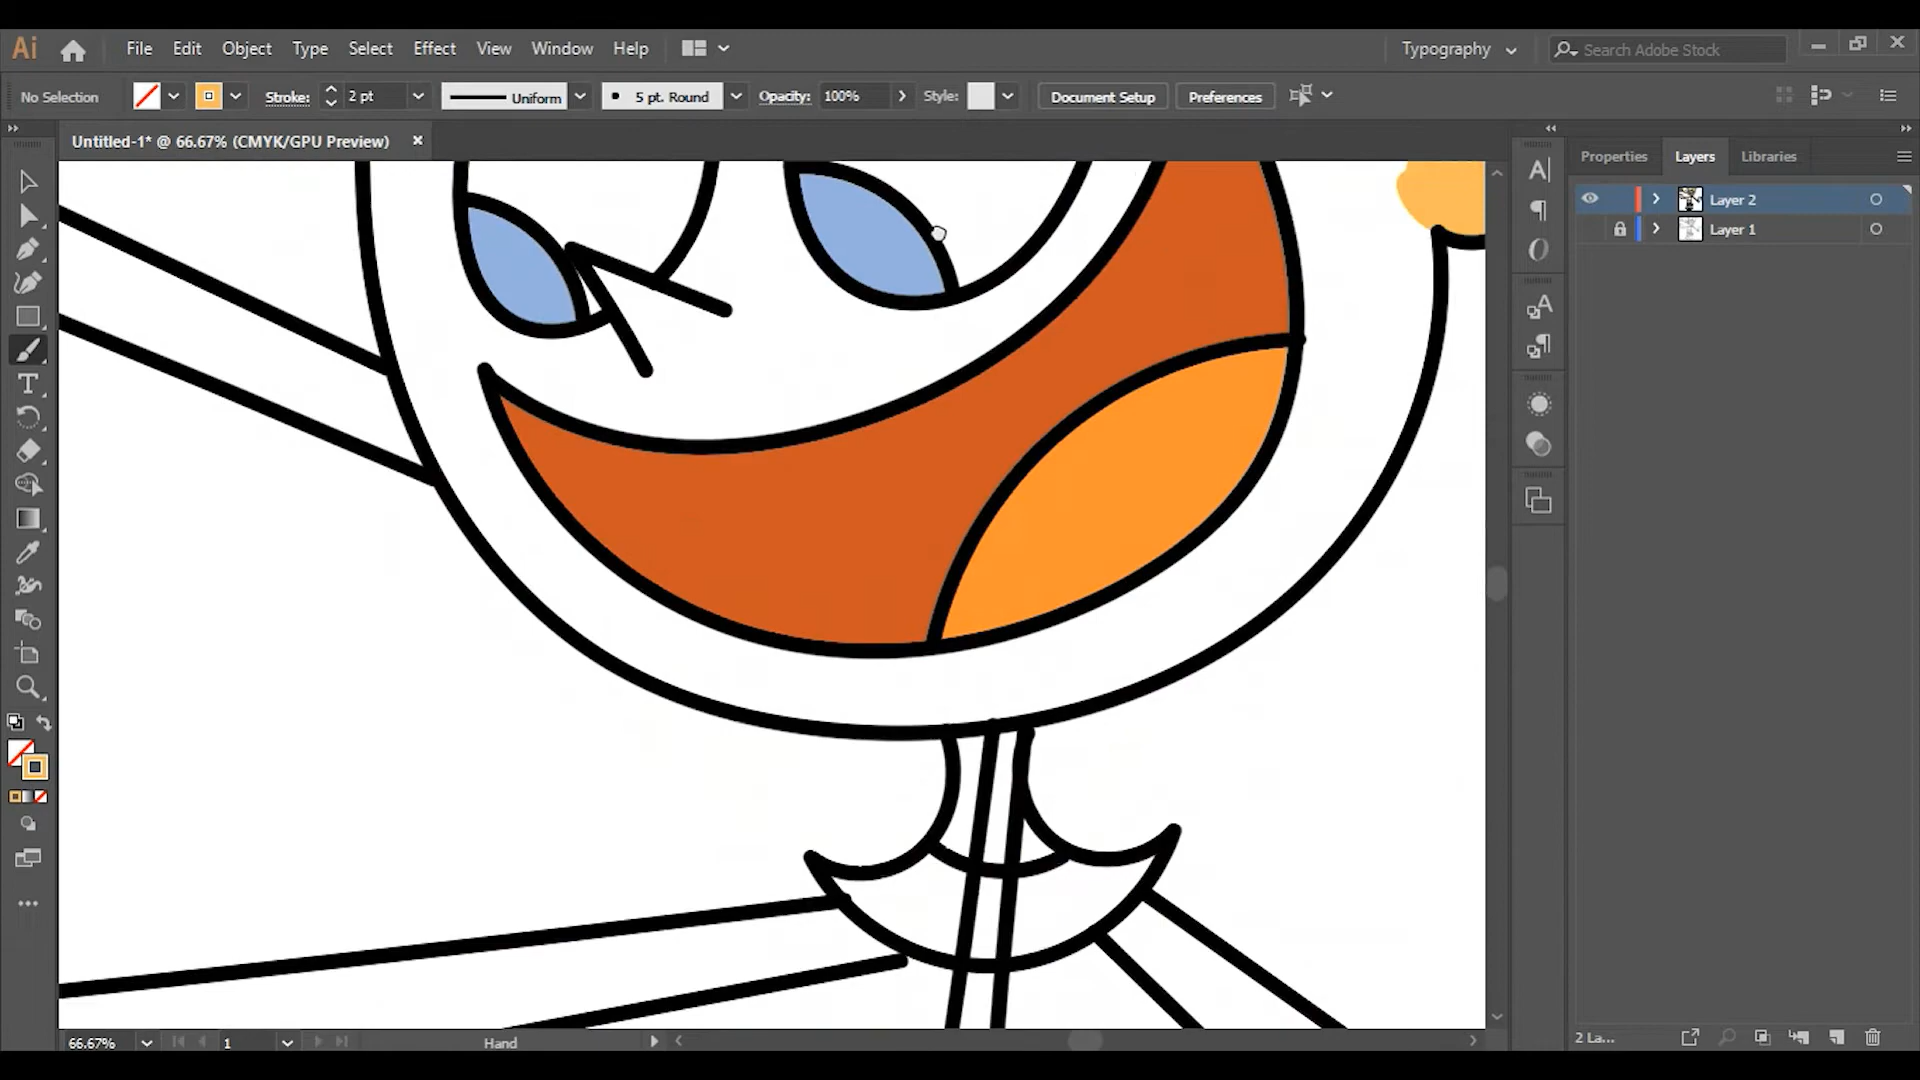 Ai File Edit Object Type Select Effect View Window Help Typography Search Adobe Stock
No Selection Stroke: 2 pt Uniform 5 pt. Round Opacity: 100% Style: Document Setup Preferences
Untitled-1* @ 66.67% (CMYK/GPU Preview)
Properties Layers Libraries
Layer 2
Layer 1
66.67% 1 Hand 2 La...